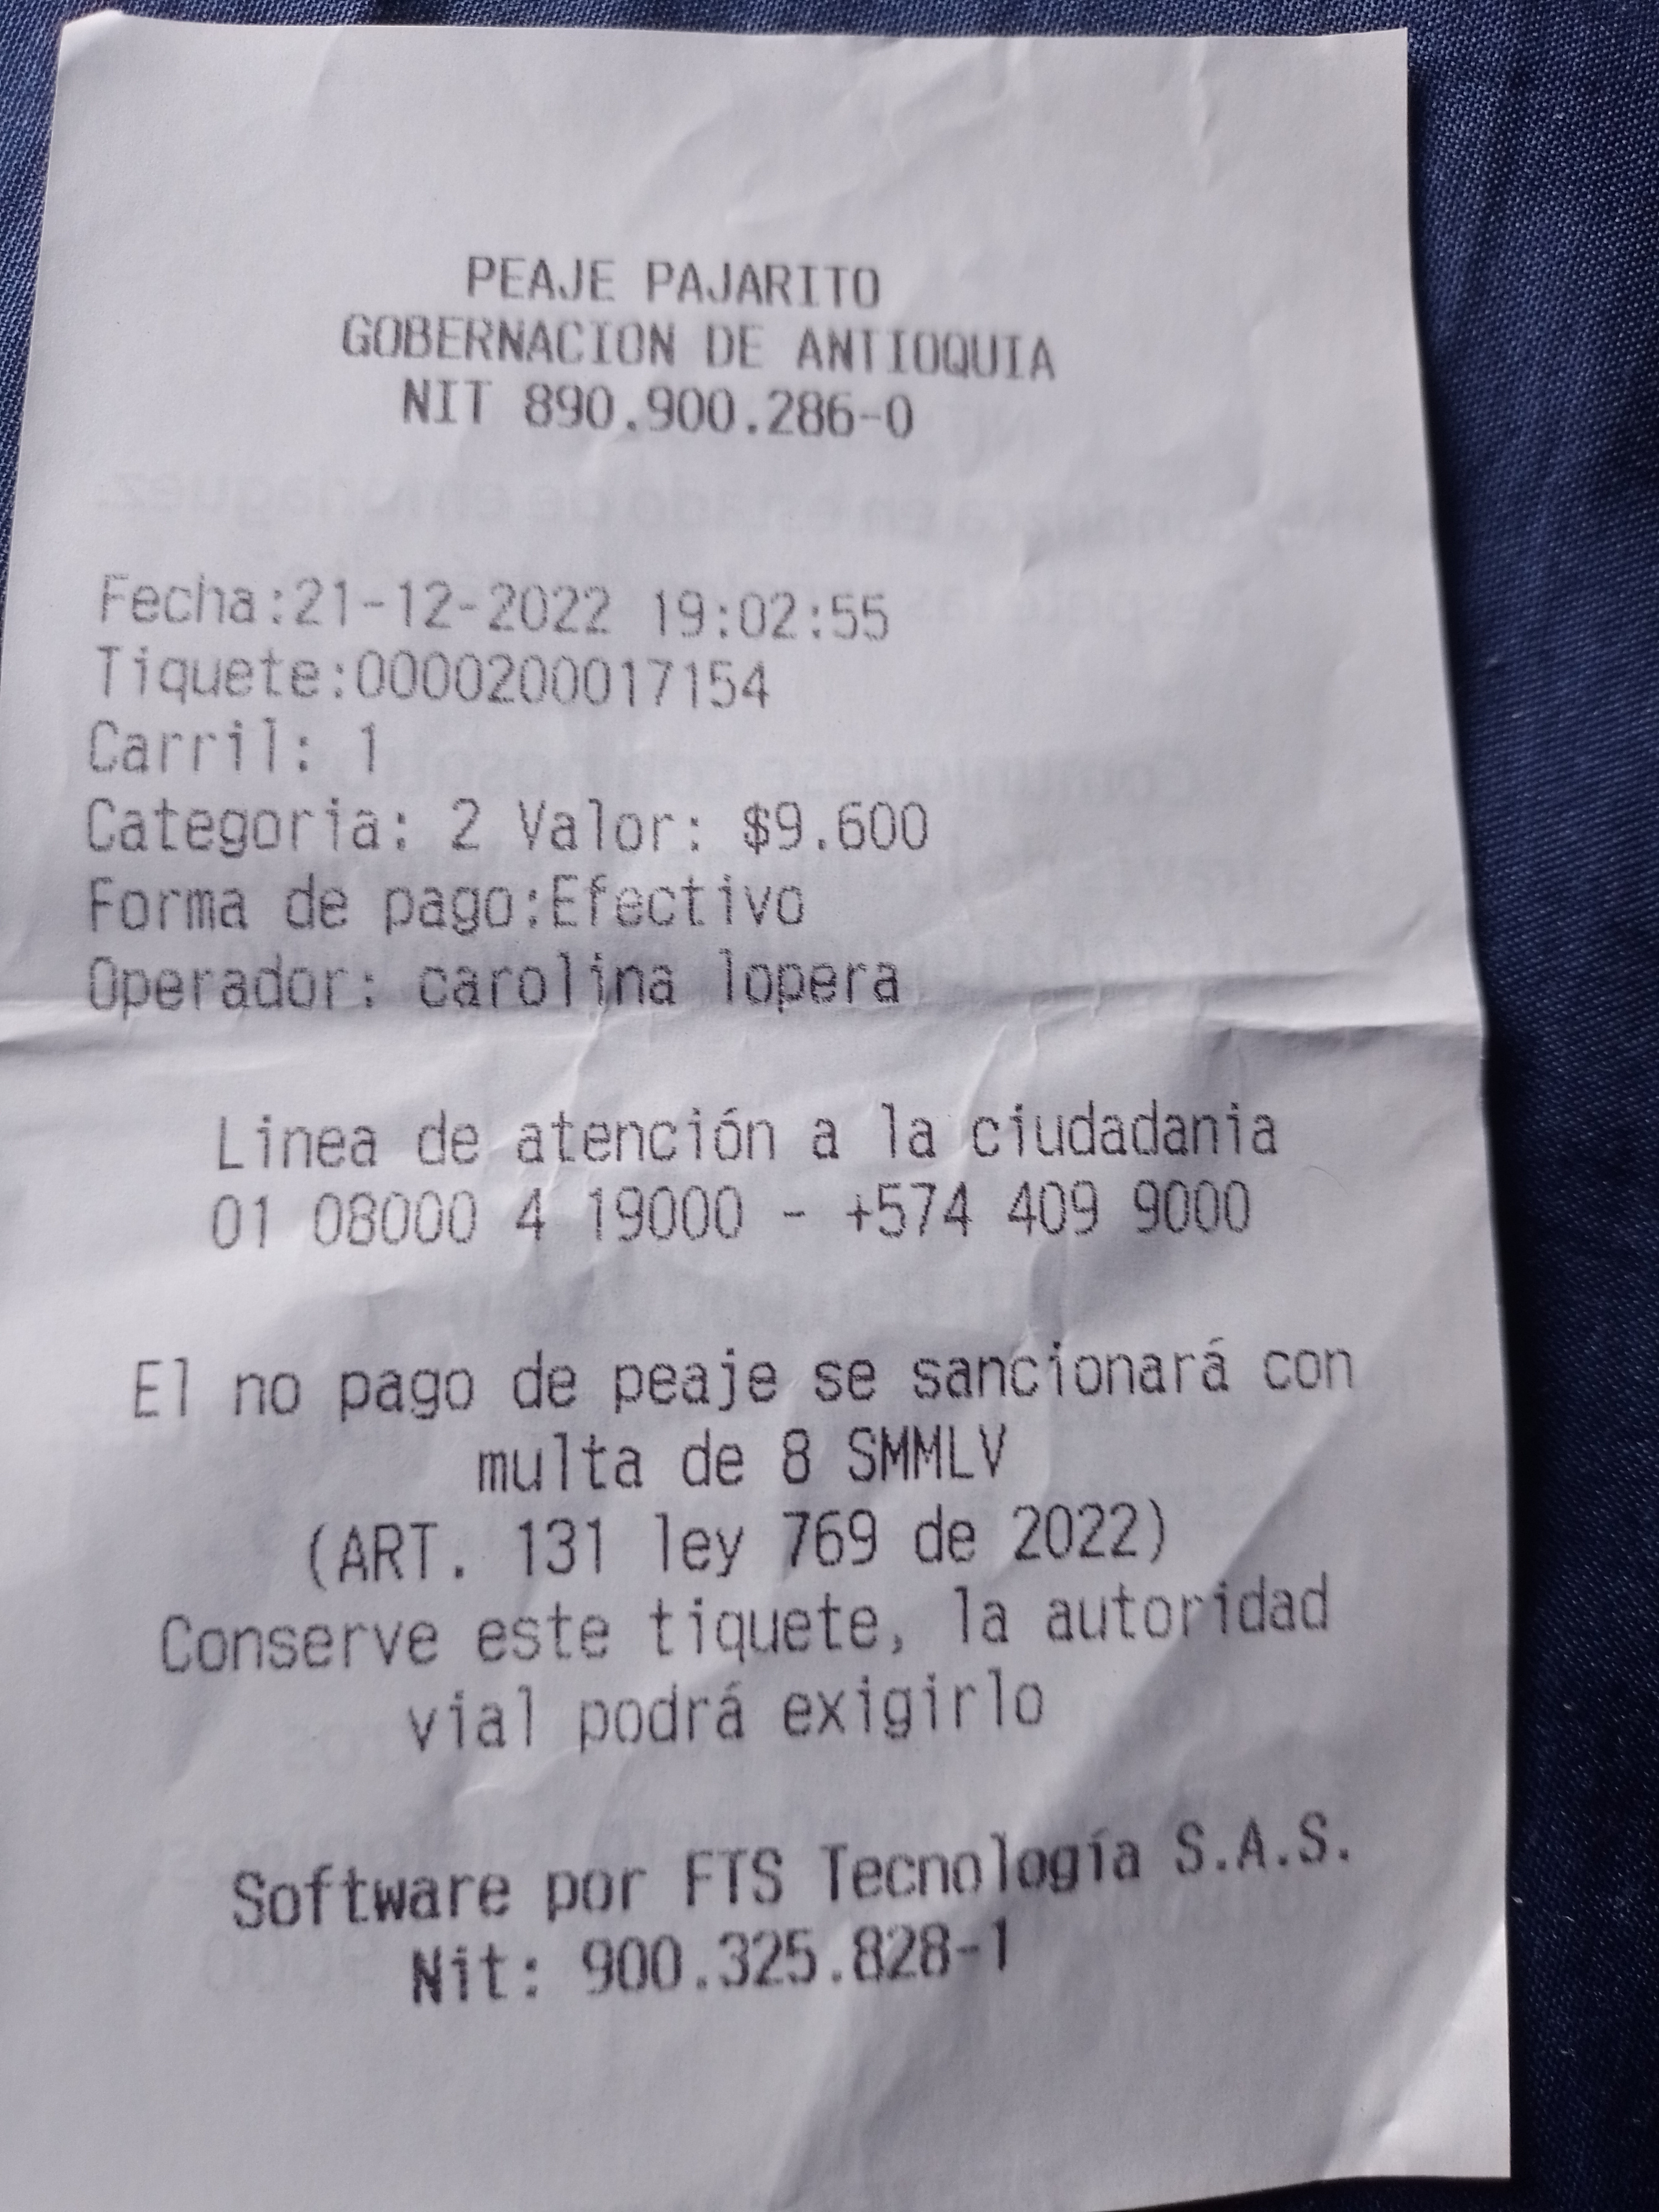 PEAJE PAJARITO
GOBERNACION DE ANTIOQUIA
NIT 890.900.286-0
Fecha:21-12-2022 19:02:55
Tiquete:0000200017154
Carril: 1
Categoria: 2 Valor: $9.600
Forma de pago:Efectivo
Operador: carolina lopera
Linea de atención a la ciudadania
01 08000 4 19000 - +574 409 9000
El no pago de peaje se sancionará con
multa de 8 SMMLV
(ART. 131 ley 769 de 2022)
Conserve este tiquete, la autoridad
vial podrá exigirlo
Software por FTS Tecnología S.A.S.
Nit: 900.325.828-1